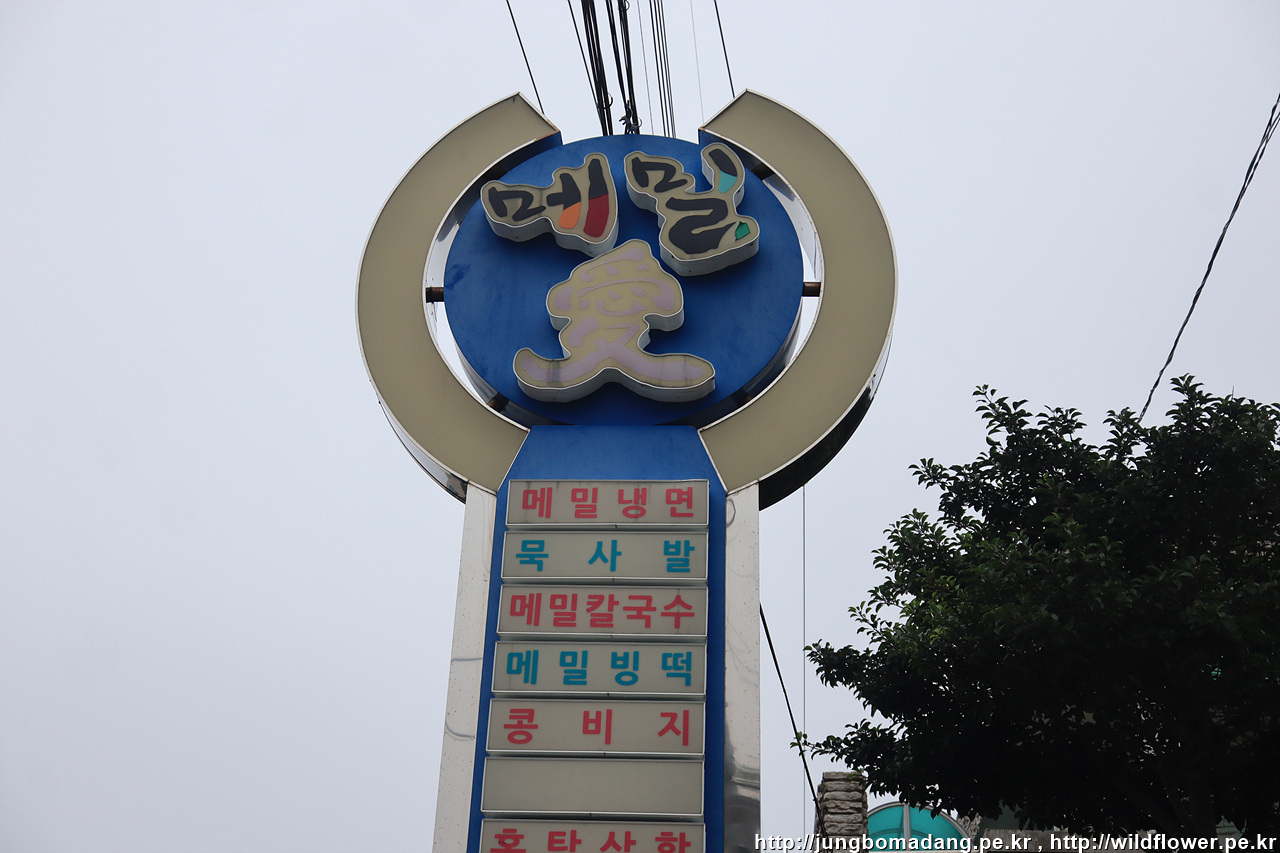 메밀
愛
메밀냉면
묵사발
메밀칼국수
메밀빙떡
콩비지
http://jungbomadang.pe.kr , http://wildflower.pe.kr